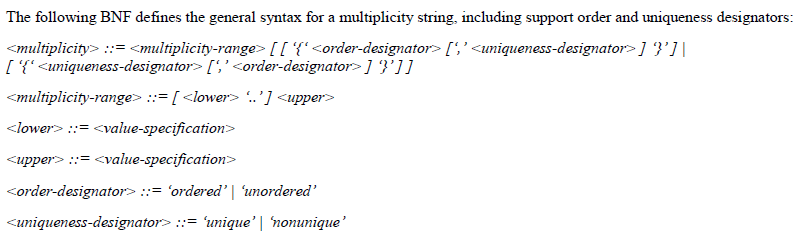 The following BNF defines the general syntax for a multiplicity string, including support order and uniqueness designators:
<multiplicity> ::= <multiplicity-range> [ [ ‘{‘ <order-designator> [‘,’ <uniqueness-designator> ] ‘}’ ] |
[ ‘{‘ <uniqueness-designator> [‘,’ <order-designator> ] ‘}’ ] ]
<multiplicity-range> ::= [ <lower> ‘..’ ] <upper>
<lower> ::= <value-specification>
<upper> ::= <value-specification>
<order-designator> ::= ‘ordered’ | ‘unordered’
<uniqueness-designator> ::= ‘unique’ | ‘nonunique’